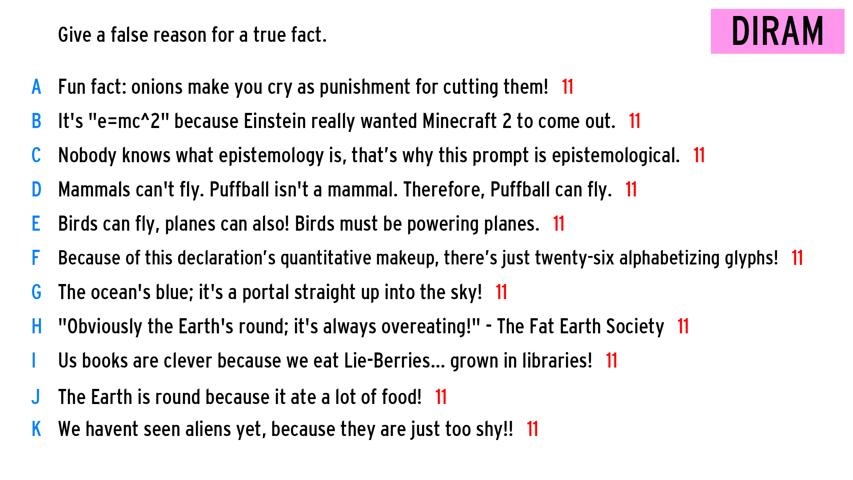 Give a false reason for a true fact.
DIRAM
A Fun fact: onions make you cry as punishment for cutting them! 11
B It's "e=mc^2" because Einstein really wanted Minecraft 2 to come out. 11
C Nobody knows what epistemology is, that’s why this prompt is epistemological. 11
D Mammals can't fly. Puffball isn't a mammal. Therefore, Puffball can fly. 11
E Birds can fly, planes can also! Birds must be powering planes. 11
F Because of this declaration’s quantitative makeup, there’s just twenty-six alphabetizing glyphs! 11
G The ocean's blue; it's a portal straight up into the sky! 11
H "Obviously the Earth's round; it's always overeating!" - The Fat Earth Society 11
I Us books are clever because we eat Lie-Berries... grown in libraries! 11
J The Earth is round because it ate a lot of food! 11
K We havent seen aliens yet, because they are just too shy!! 11